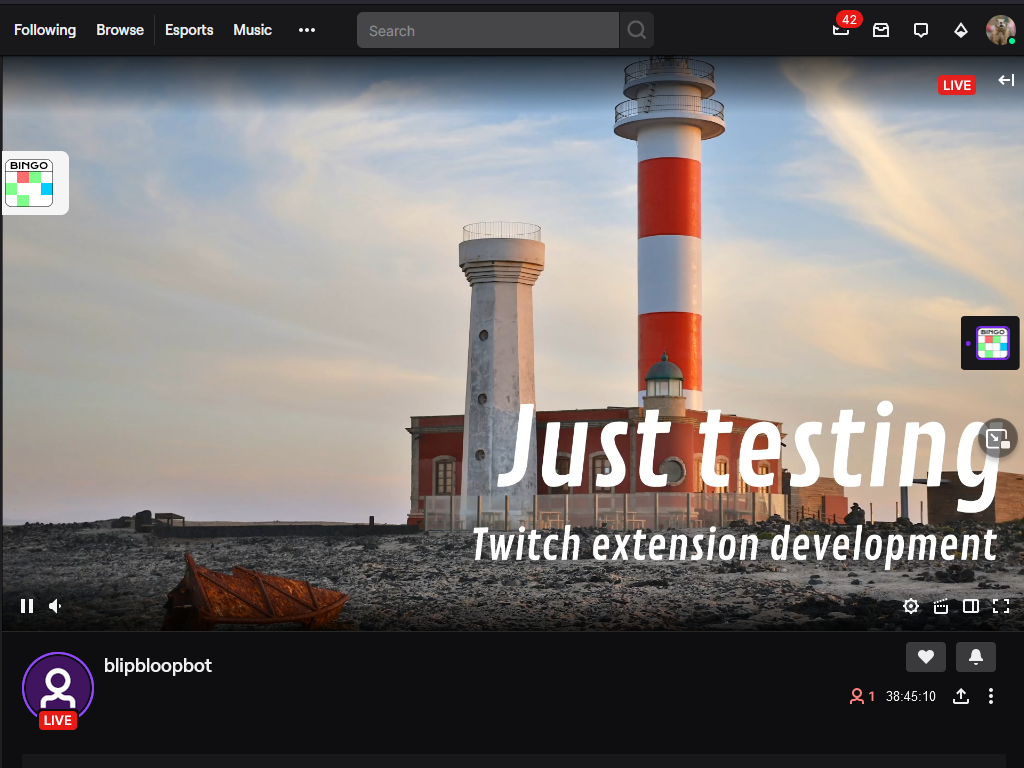 Following Browse Esports Music
Search
42
LIVE
BINGO
BINGO
Just testing
Twitch extension development
blipbloopbot
LIVE
1 38:45:10